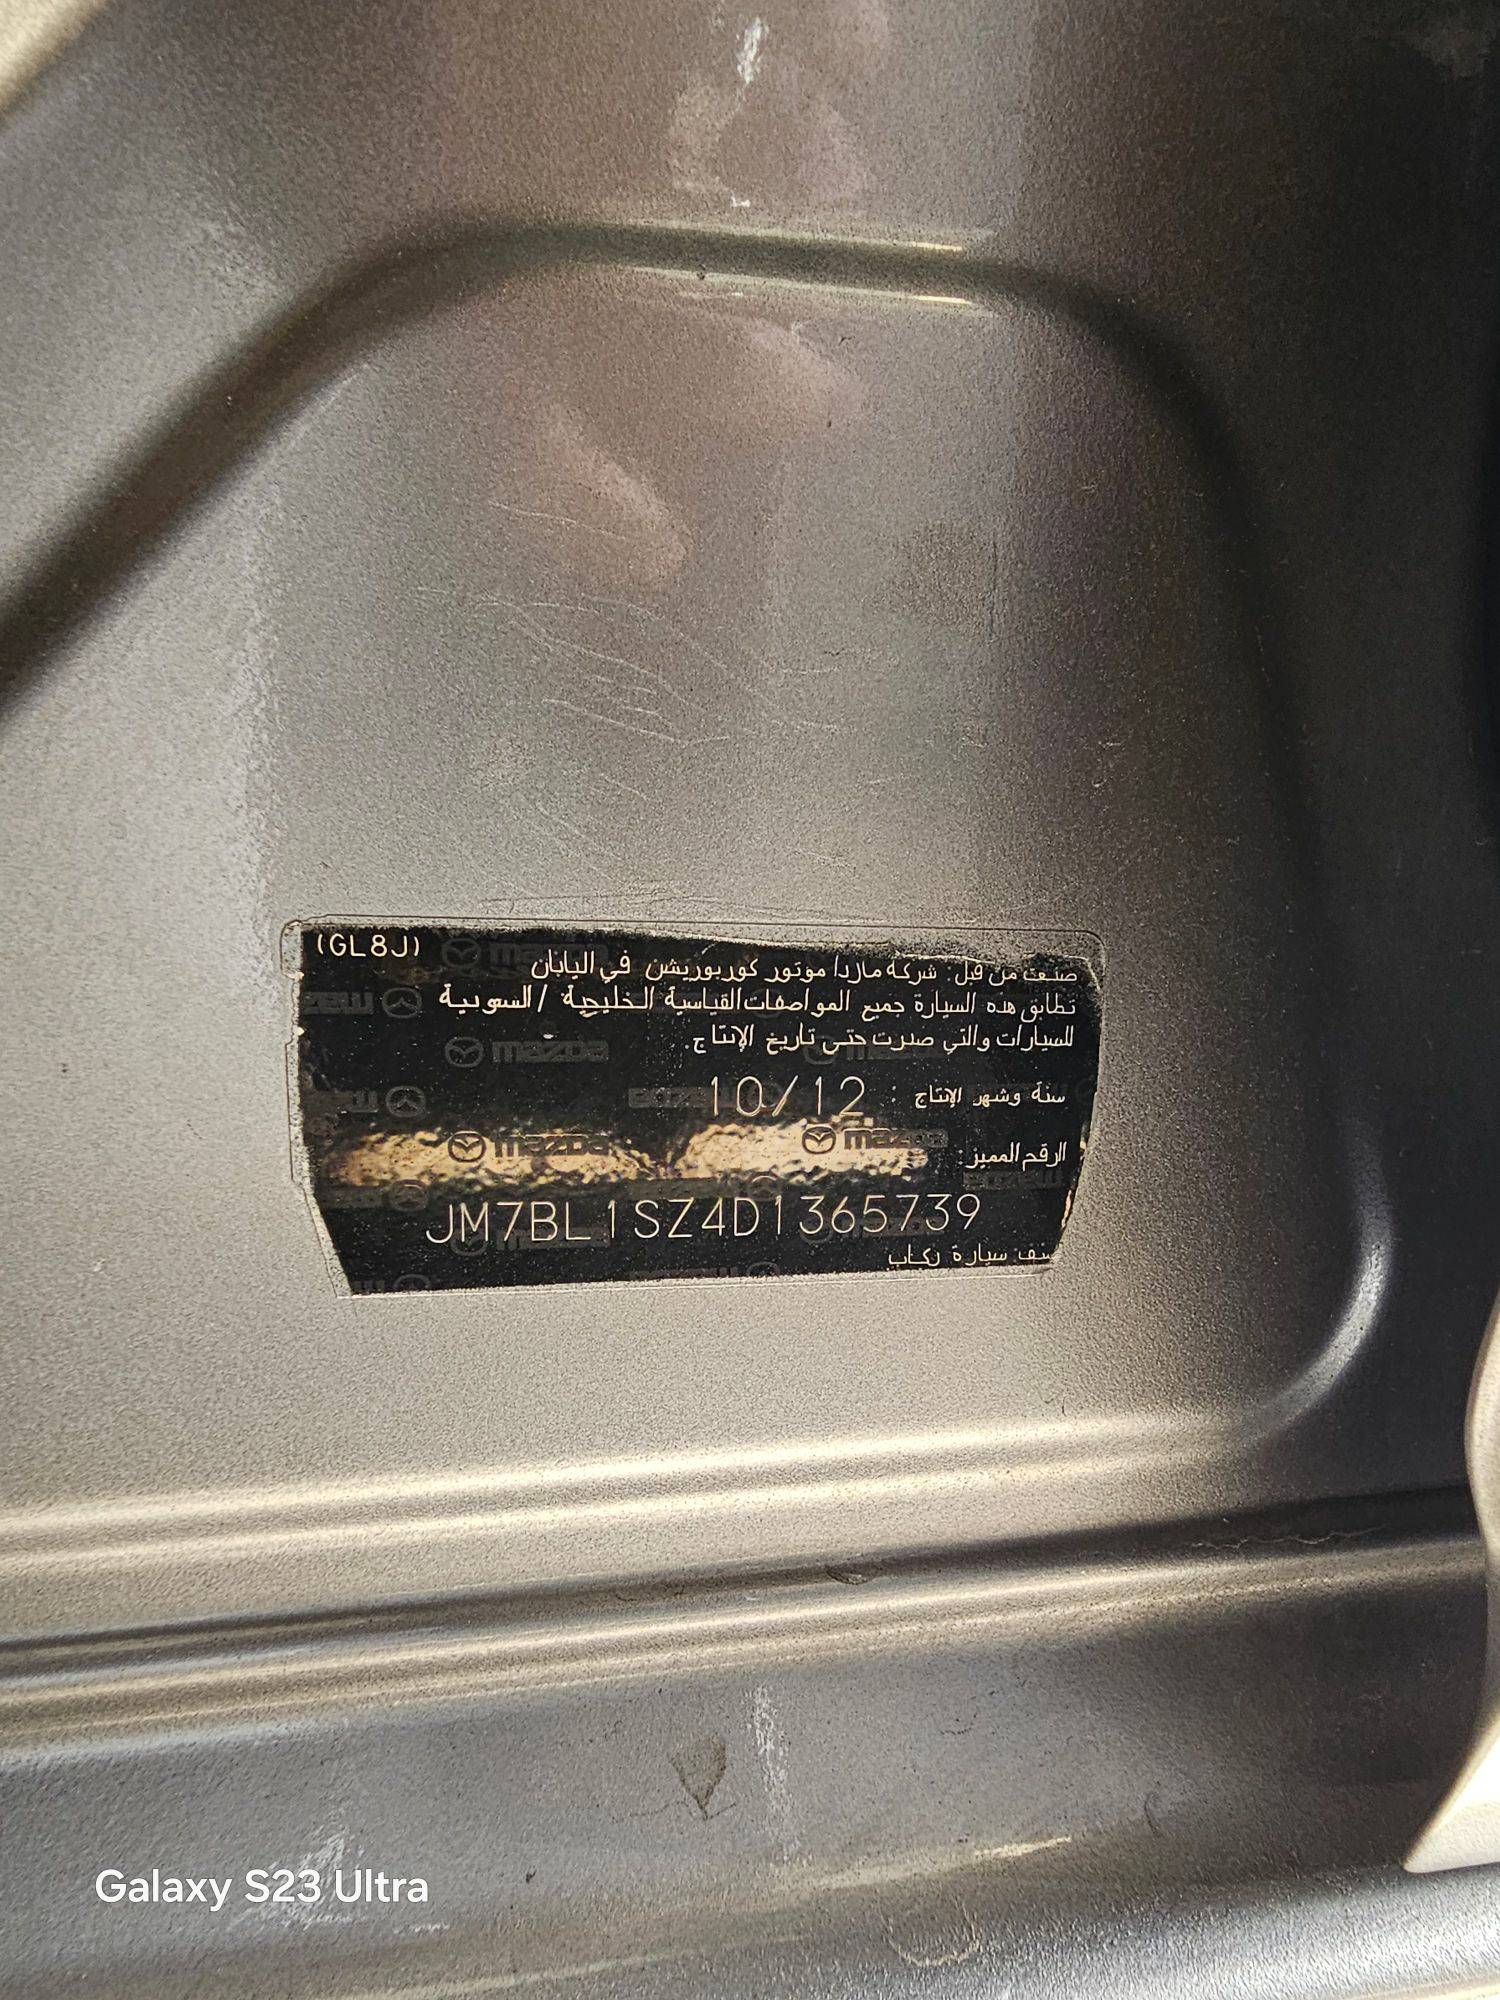 (GL8J)
صنعت من قبل: شركة مازدا موتور كوربوريشن في اليابان
تطابق هذه السيارة جميع المواصفات القياسية الخليجية / السعودية
للسيارات والتي صدرت حتى تاريخ الإنتاج.
سنة وشهر الإنتاج : 10/12
الرقم المميز:
JM7BL1SZ4D1365739
سيارة ركاب
mazda
Galaxy S23 Ultra